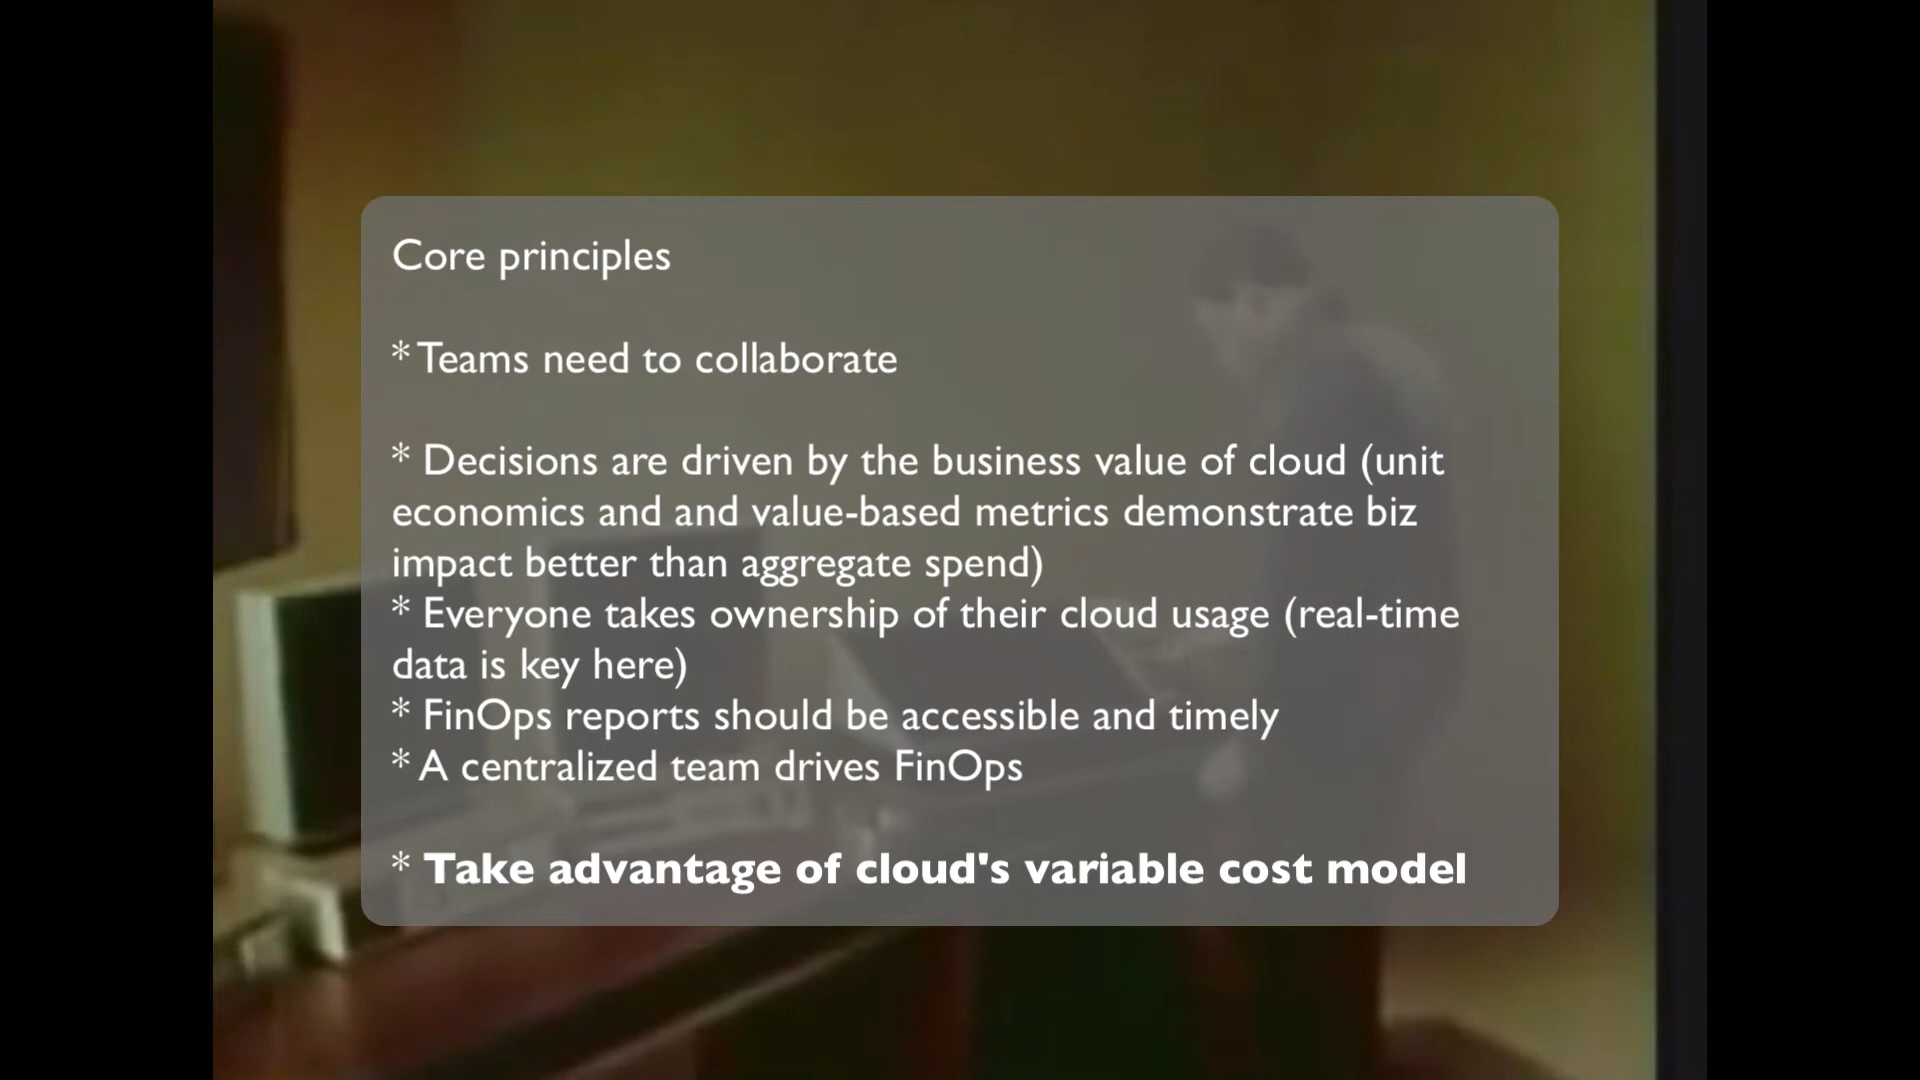 Core principles
* Teams need to collaborate
* Decisions are driven by the business value of cloud (unit
economics and and value-based metrics demonstrate biz
impact better than aggregate spend)
* Everyone takes ownership of their cloud usage (real-time
data is key here)
* FinOps reports should be accessible and timely
* A centralized team drives FinOps
* Take advantage of cloud's variable cost model